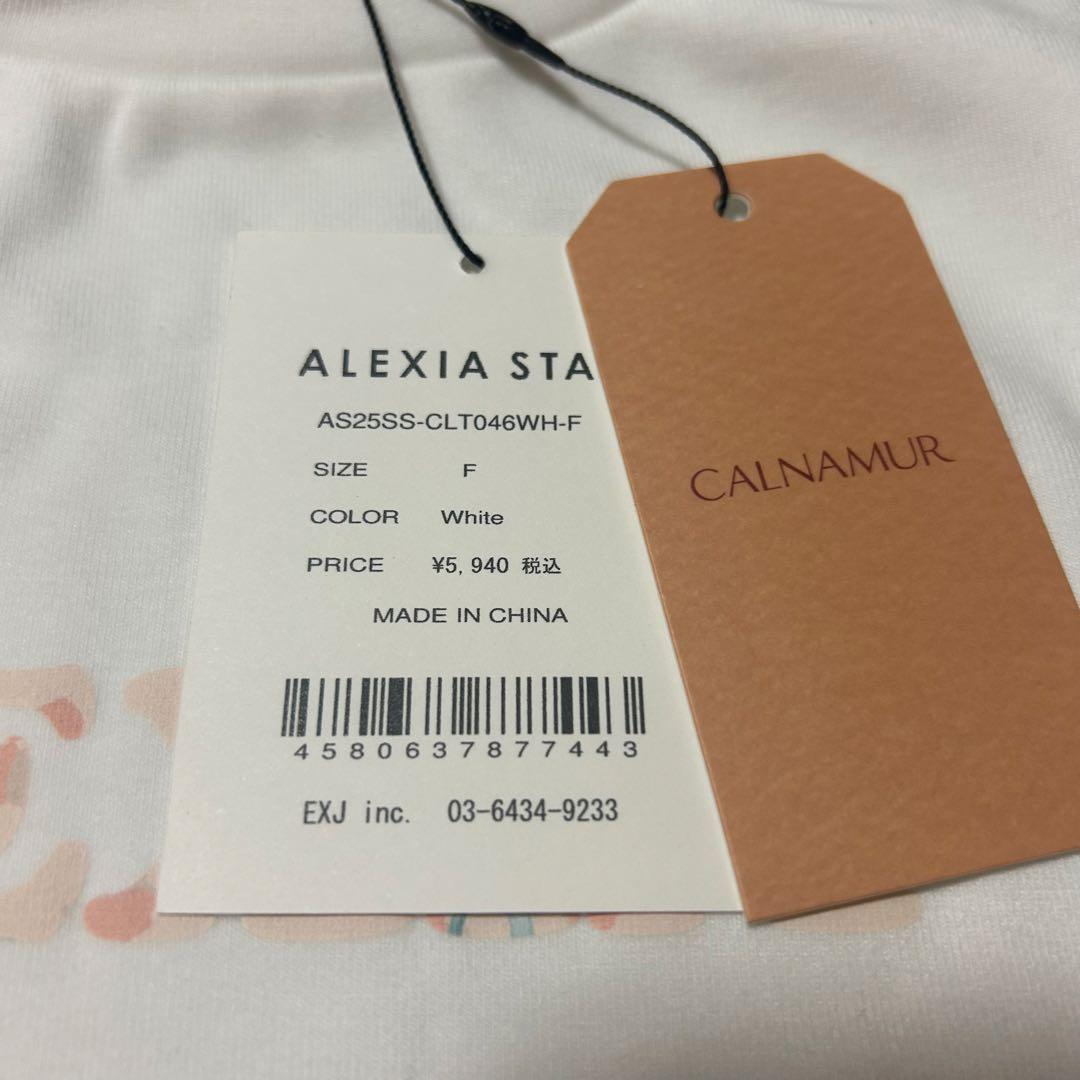 ALEXIA STA
AS25SS-CLT046WH-F
SIZE F
COLOR White
PRICE ¥5,940 税込
MADE IN CHINA
4580637877443
EXJ inc. 03-6434-9233
CALNAMUR